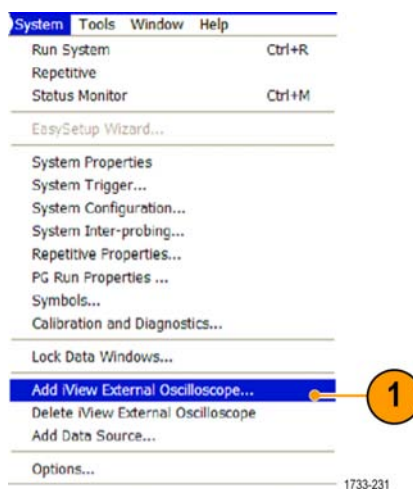 System Tools Window Help
Run System Ctrl+R
Repetitive
Status Monitor Ctrl+M
EasySetup Wizard...
System Properties
System Trigger...
System Configuration...
System Inter-probing...
Repetitive Properties...
PG Run Properties ...
Symbols...
Calibration and Diagnostics...
Lock Data Windows...
Add iView External Oscilloscope...
1
Delete iView External Oscilloscope
Add Data Source...
Options...
1733-231